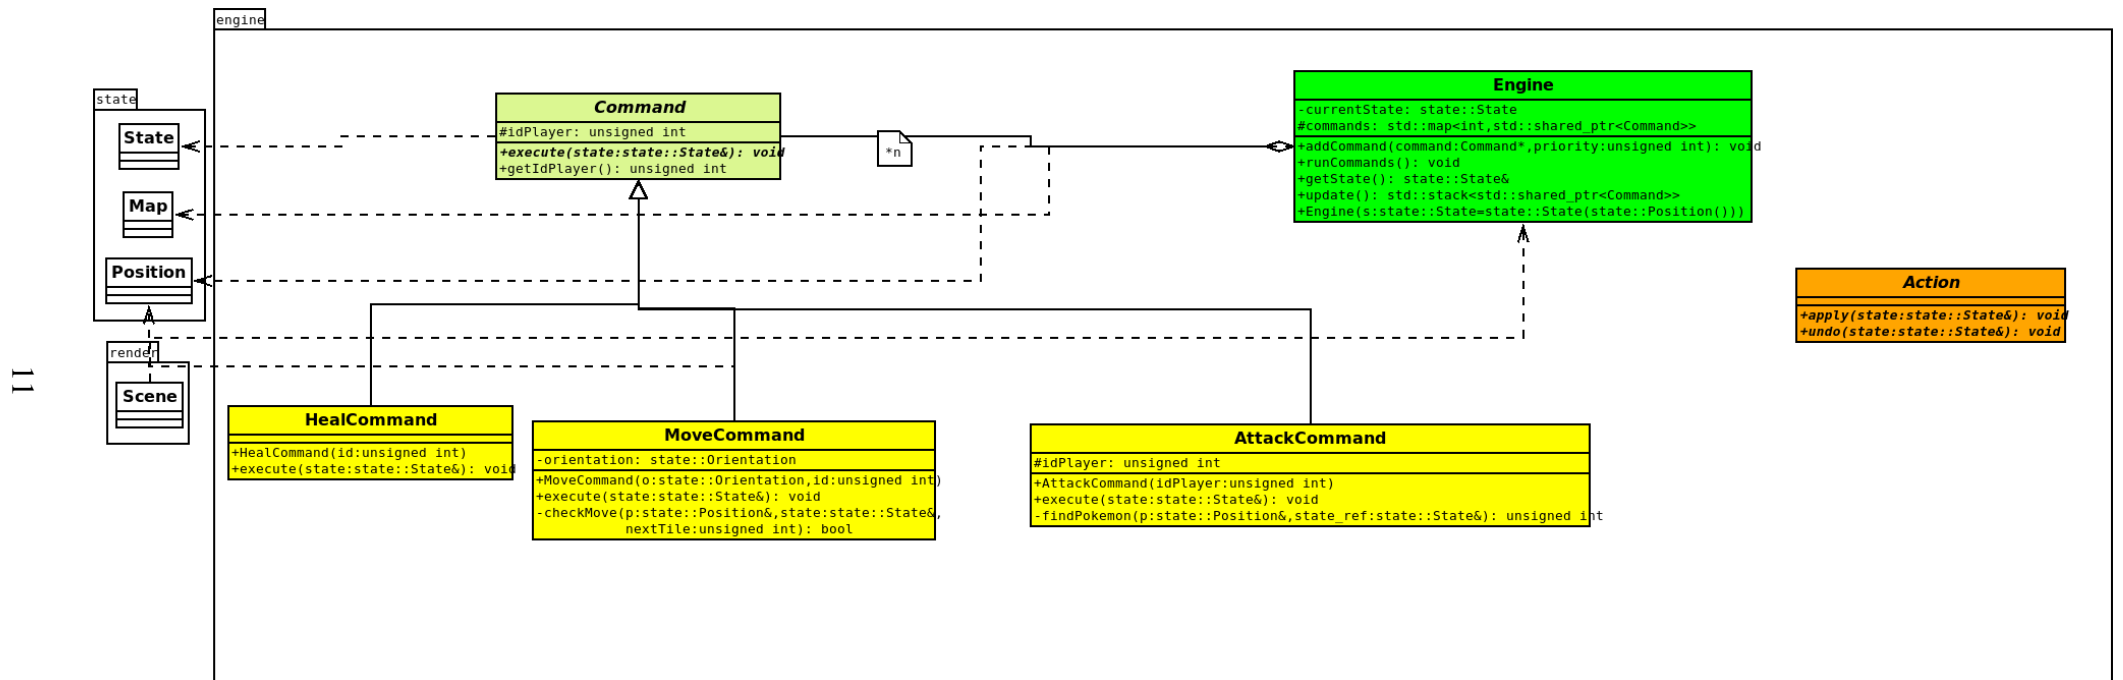 engine
state
State
Map
Position
render
Scene
11
Command
#idPlayer: unsigned int
+execute(state:state::State&): void
+getIdPlayer(): unsigned int
*n
Engine
-currentState: state::State
#commands: std::map<int,std::shared_ptr<Command>>
+addCommand(command:Command*,priority:unsigned int): void
+runCommands(): void
+getState(): state::State&
+update(): std::stack<std::shared_ptr<Command>>
+Engine(s:state::State=state::State(state::Position()))
Action
+apply(state:state::State&): void
+undo(state:state::State&): void
HealCommand
+HealCommand(id:unsigned int)
+execute(state:state::State&): void
MoveCommand
-orientation: state::Orientation
+MoveCommand(o:state::Orientation,id:unsigned int)
+execute(state:state::State&): void
-checkMove(p:state::Position&,state:state::State&,
nextTile:unsigned int): bool
AttackCommand
#idPlayer: unsigned int
+AttackCommand(idPlayer:unsigned int)
+execute(state:state::State&): void
-findPokemon(p:state::Position&,state_ref:state::State&): unsigned int